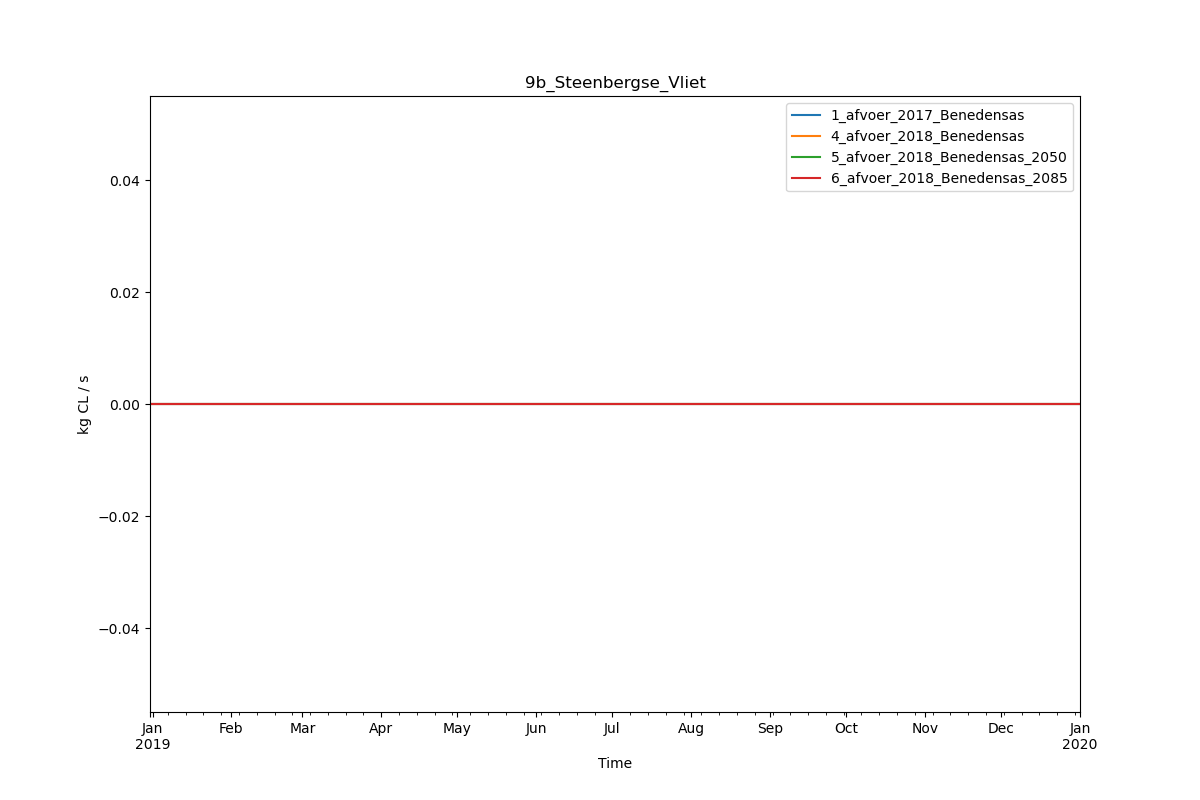 9b_Steenbergse_Vliet
1_afvoer_2017_Benedensas
4_afvoer_2018_Benedensas
5_afvoer_2018_Benedensas_2050
6_afvoer_2018_Benedensas_2085
kg CL / s
0.04
0.02
0.00
−0.02
−0.04
Jan Feb Mar Apr May Jun Jul Aug Sep Oct Nov Dec Jan
2019 2020
Time